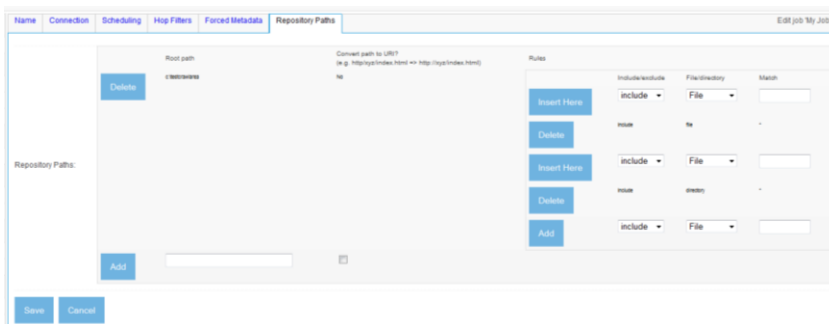 Name Connection Scheduling Hop Filters Forced Metadata Repository Paths Edit job 'My Job
Root path Convert path to URI? Rules
(e.g. http/xyz/index.html => http://xyz/index.html)
Include/exclude File/directory Match
Delete No
Insert Here include File
Delete include file *
Repository Paths: Insert Here include File
Delete include directory *
Add include File
Add
Save Cancel